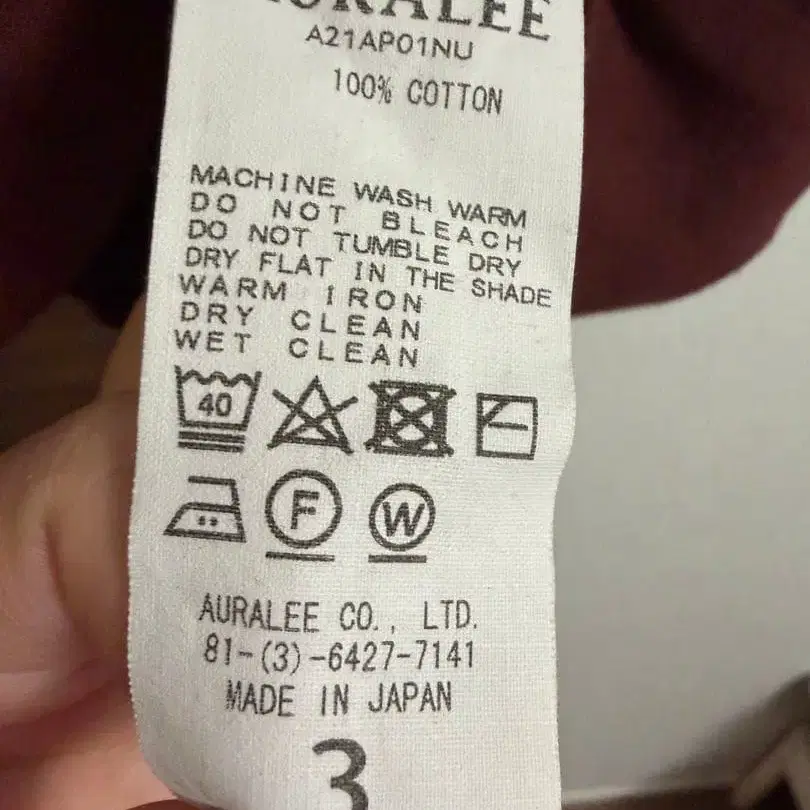 AURALEE
A21AP01NU
100% COTTON
MACHINE WASH WARM
DO NOT BLEACH
DO NOT TUMBLE DRY
DRY FLAT IN THE SHADE
WARM IRON
DRY CLEAN
WET CLEAN
40
F W
AURALEE CO., LTD.
81-(3)-6427-7141
MADE IN JAPAN
3